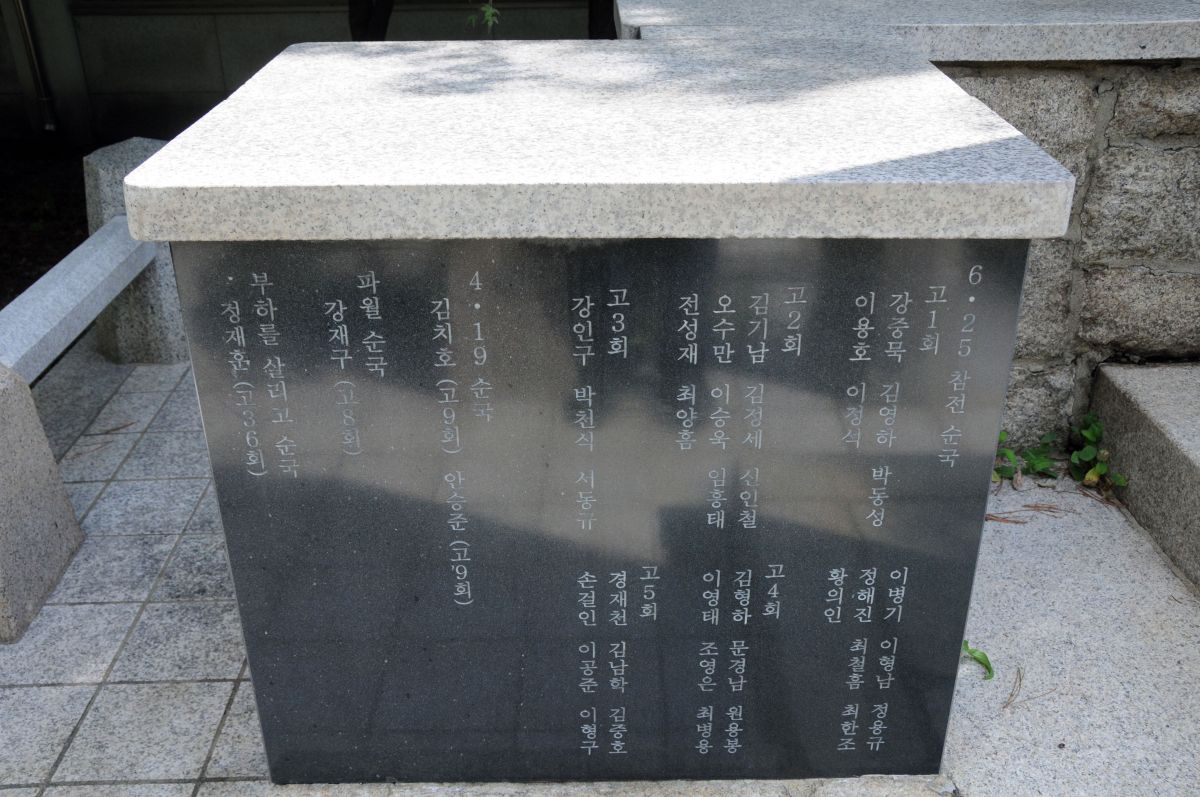 6·25 참전 순국
고1회
강중묵 김영하 박동성 이병기 이형남 정용규
이용호 이정식 정해진 최철흠 최한조
황의인
고2회
김기남 김정세 신인철
오수만 이승욱 임흥태
전성재 최양흠
고4회
김형하 문경남 원용봉
이영태 조영은 최병용
고3회
강인구 박천식 서동규
고5회
경재천 김남학 김중호
손걸인 이공준 이형구
4·19 순국
김치호 (고9회) 안승준 (고9회)
파월 순국
강재구 (고8회)
부하를 살리고 순국
·정재훈 (고36회)